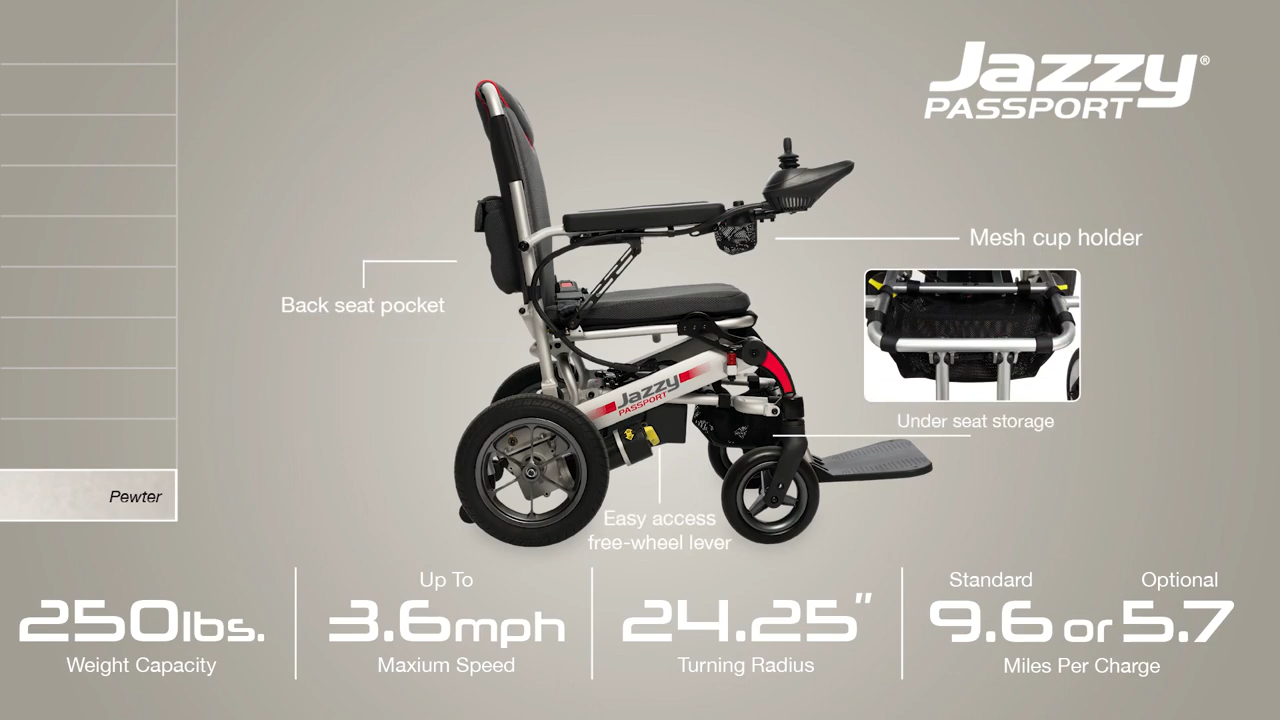 Jazzy®
PASSPORT
Mesh cup holder
Back seat pocket
Jazzy
PASSPORT
Under seat storage
Pewter
Easy access
free-wheel lever
Up To
Standard Optional
250lbs.
3.6mph
24.25"
9.6 or 5.7
Weight Capacity
Maxium Speed
Turning Radius
Miles Per Charge